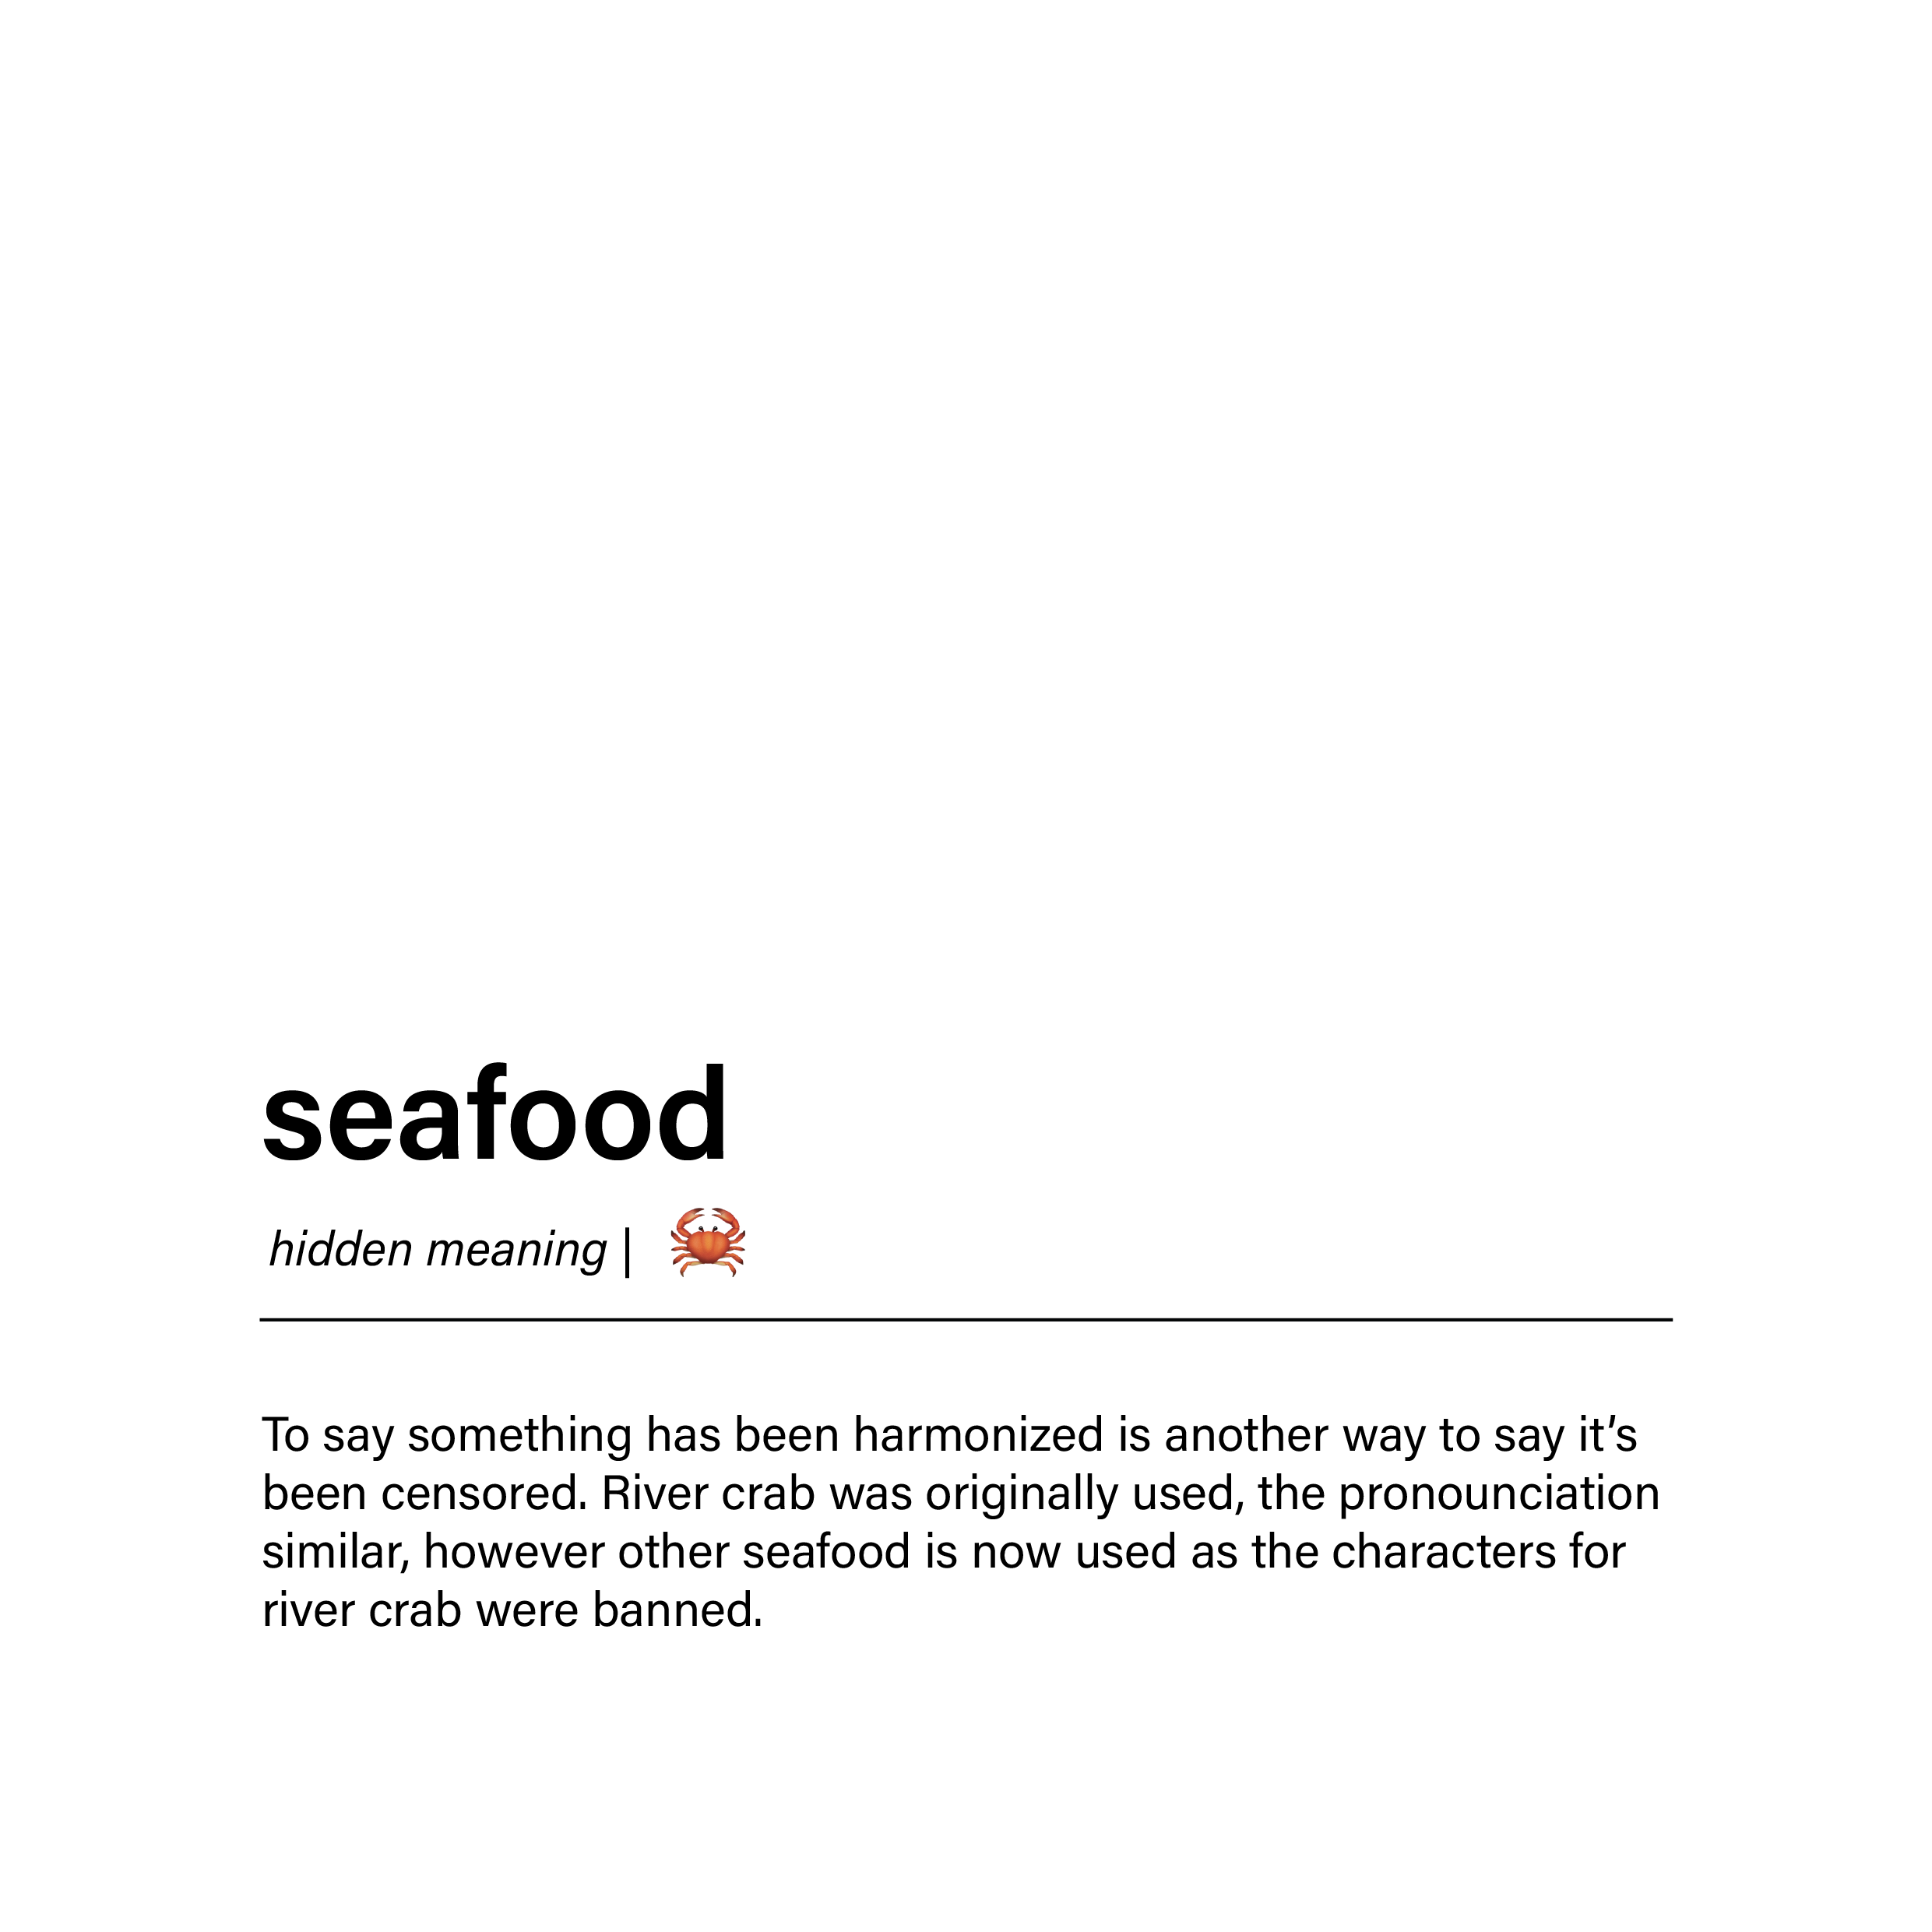 seafood
hidden meaning |
To say something has been harmonized is another way to say it’s
been censored. River crab was originally used, the pronounciation
similar, however other seafood is now used as the characters for
river crab were banned.